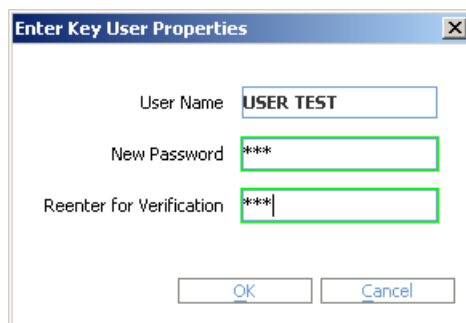 Enter Key User Properties
User Name USER TEST
New Password ***
Reenter for Verification ***
OK Cancel